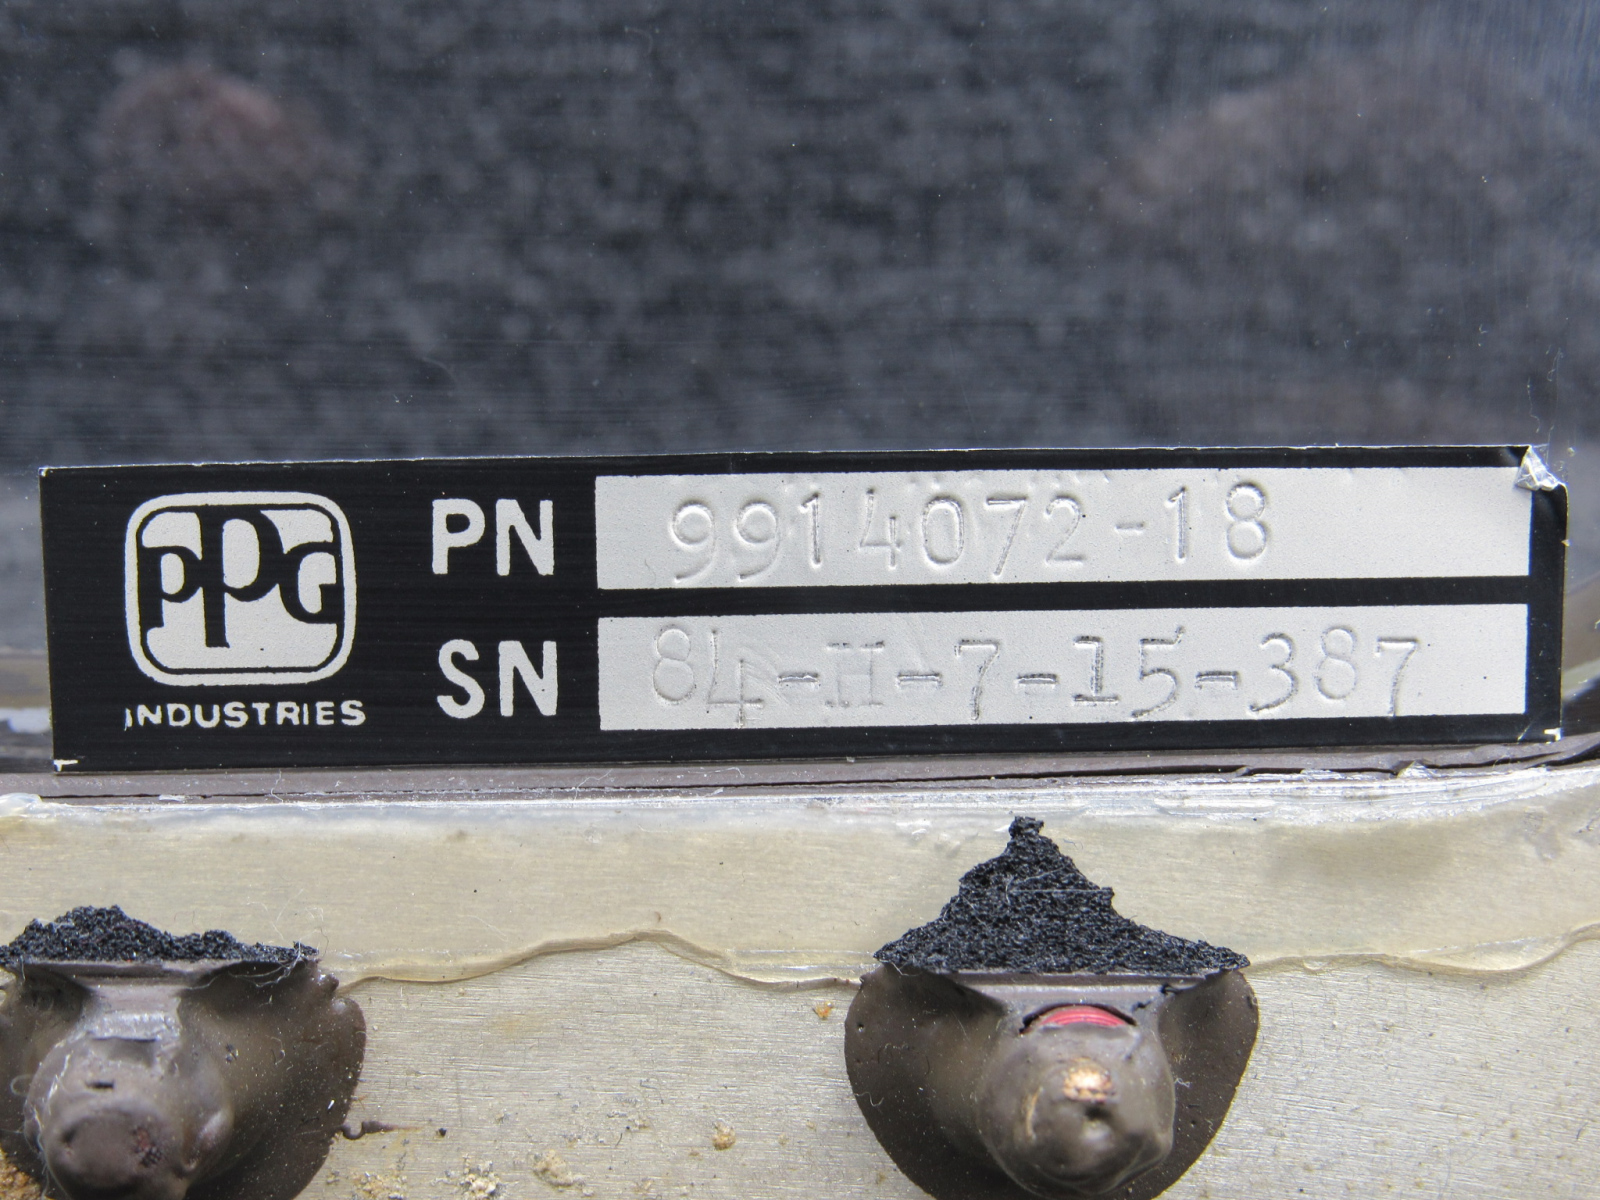 PPG
INDUSTRIES
PN 9914072-18
SN 84-H-7-15-387